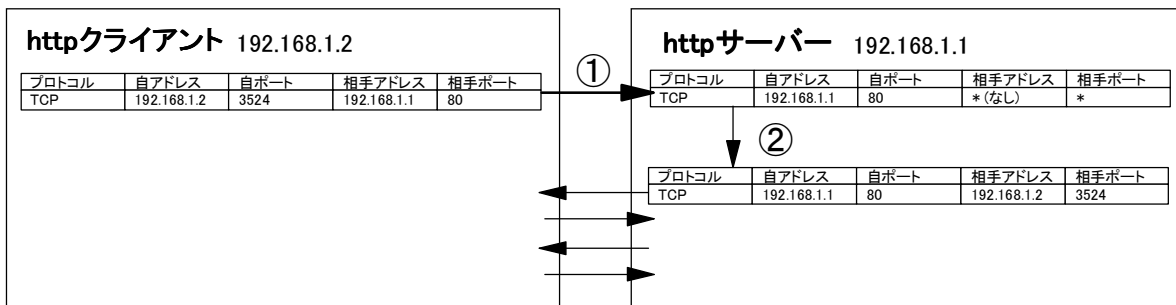 httpクライアント 192.168.1.2
プロトコル 自アドレス 自ポート 相手アドレス 相手ポート
TCP 192.168.1.2 3524 192.168.1.1 80
①
httpサーバー 192.168.1.1
プロトコル 自アドレス 自ポート 相手アドレス 相手ポート
TCP 192.168.1.1 80 *(なし) *
②
プロトコル 自アドレス 自ポート 相手アドレス 相手ポート
TCP 192.168.1.1 80 192.168.1.2 3524